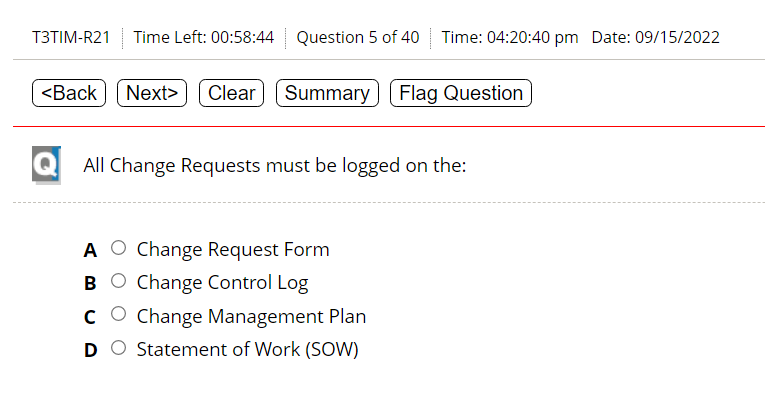 T3TIM-R21 Time Left: 00:58:44 Question 5 of 40 Time: 04:20:40 pm Date: 09/15/2022
<Back Next> Clear Summary Flag Question
Q All Change Requests must be logged on the:
A Change Request Form
B Change Control Log
C Change Management Plan
D Statement of Work (SOW)